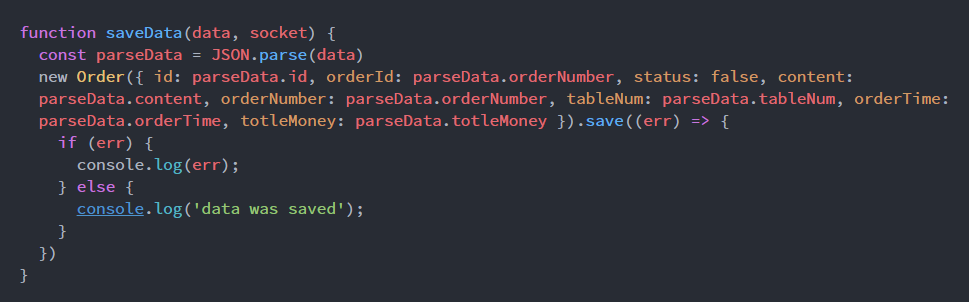 function saveData(data, socket) {
  const parseData = JSON.parse(data)
  new Order({ id: parseData.id, orderId: parseData.orderNumber, status: false, content:
  parseData.content, orderNumber: parseData.orderNumber, tableNum: parseData.tableNum, orderTime:
  parseData.orderTime, totleMoney: parseData.totleMoney }).save((err) => {
    if (err) {
      console.log(err);
    } else {
      console.log('data was saved');
    }
  })
}